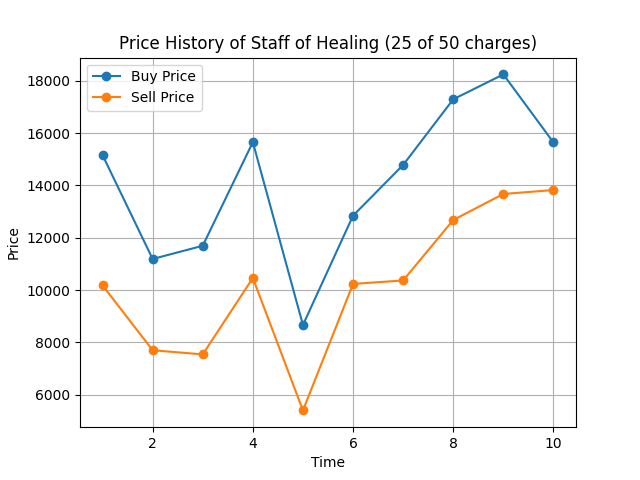 Price History of Staff of Healing (25 of 50 charges)
Buy Price
Sell Price
18000
16000
14000
12000
10000
8000
6000
Price
2
4
6
8
10
Time